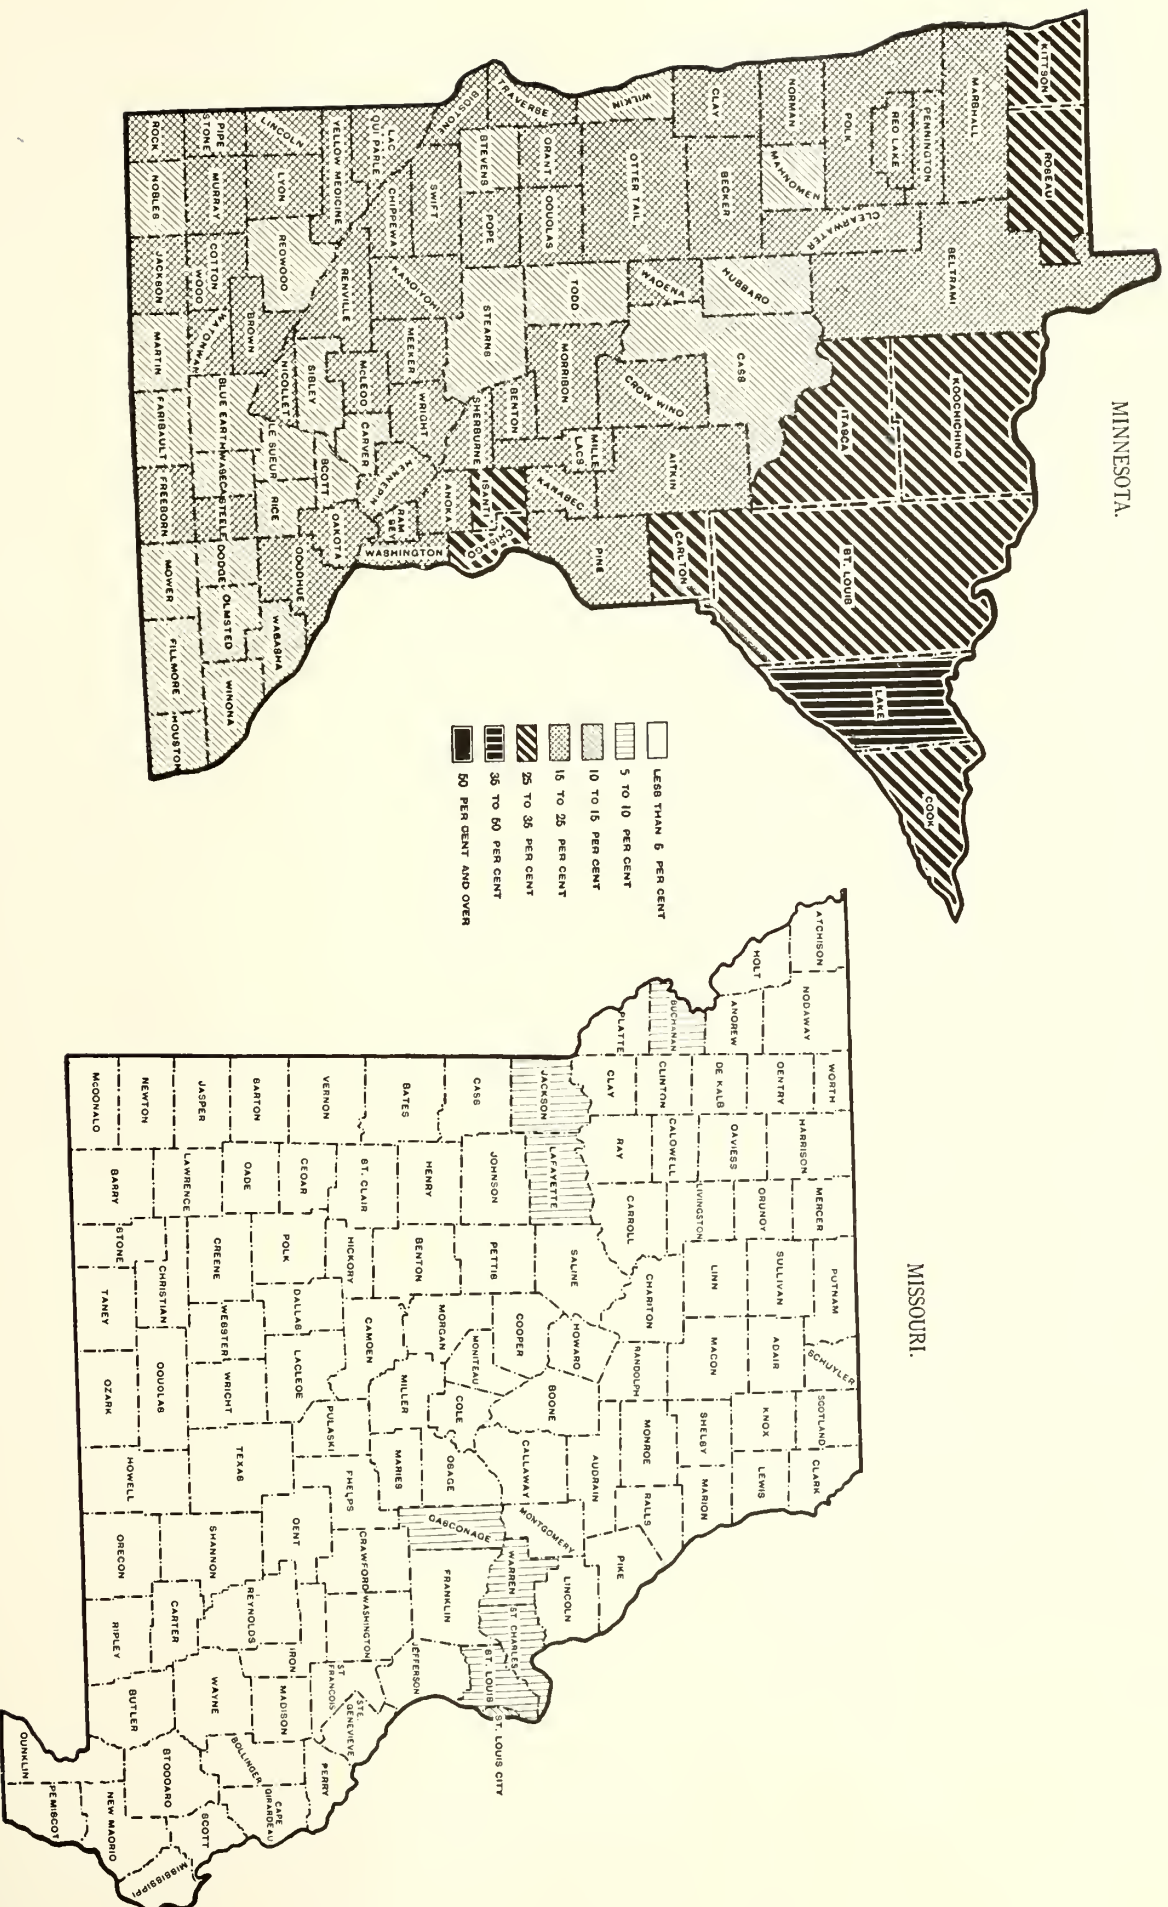 MINNESOTA.
KITTSON
ROSEAU
MARSHALL
PENNINGTON
RED LAKE
POLK
NORMAN
MAHNOMEN
CLEARWATER
BELTRAMI
KOOCHICHING
ITASCA
ST. LOUIS
LAKE
COOK
CLAY
BECKER
HUBBARD
CASS
WADENA
CROW WING
AITKIN
CARLTON
WILKIN
OTTER TAIL
TODD
MORRISON
MILLE
LACS
KANABEC
PINE
TRAVERSE
GRANT
DOUGLAS
BIG STONE
STEVENS
POPE
STEARNS
BENTON
SHERBURNE
ISANTI
CHISAGO
SWIFT
KANDIYOHI
MEEKER
WRIGHT
ANOKA
LAC
QUI PARLE
CHIPPEWA
YELLOW MEDICINE
RENVILLE
MCLEOD
CARVER
HENNEPIN
RAM
SEY
WASHINGTON
SIBLEY
SCOTT
DAKOTA
LINCOLN
LYON
REDWOOD
BROWN
NICOLLET
LE SUEUR
RICE
GOODHUE
WABASHA
PIPE
STONE
MURRAY
COTTON
WOOD
WATONWAN
BLUE EARTH
WASECA
STEELE
DODGE
OLMSTED
WINONA
ROCK
NOBLES
JACKSON
MARTIN
FARIBAULT
FREEBORN
MOWER
FILLMORE
HOUSTON
LESS THAN 5 PER CENT
5 TO 10 PER CENT
10 TO 15 PER CENT
15 TO 25 PER CENT
25 TO 35 PER CENT
35 TO 50 PER CENT
50 PER CENT AND OVER
MISSOURI.
ATCHISON
NODAWAY
WORTH
HARRISON
MERCER
PUTNAM
SCHUYLER
SCOTLAND
CLARK
HOLT
ANDREW
GENTRY
DE KALB
DAVIESS
GRUNDY
SULLIVAN
ADAIR
KNOX
LEWIS
BUCHANAN
CLINTON
CALDWELL
LIVINGSTON
LINN
MACON
SHELBY
MARION
PLATTE
CLAY
RAY
CARROLL
CHARITON
RANDOLPH
MONROE
RALLS
JACKSON
LAFAYETTE
SALINE
HOWARD
BOONE
AUDRAIN
PIKE
CASS
JOHNSON
PETTIS
COOPER
MONITEAU
COLE
CALLAWAY
MONTGOMERY
LINCOLN
WARREN
ST CHARLES
ST. LOUIS
ST. LOUIS CITY
BATES
HENRY
BENTON
MORGAN
MILLER
OSAGE
GASCONAGE
FRANKLIN
JEFFERSON
VERNON
ST. CLAIR
HICKORY
CAMDEN
MARIES
PHELPS
CRAWFORD
WASHINGTON
ST
FRANCOIS
STE.
GENEVIEVE
PERRY
BARTON
CEDAR
POLK
DALLAS
LACLEDE
PULASKI
DENT
IRON
MADISON
BOLLINGER
CAPE
GIRARDEAU
JASPER
DADE
GREENE
WEBSTER
WRIGHT
TEXAS
SHANNON
REYNOLDS
WAYNE
SCOTT
NEWTON
LAWRENCE
CHRISTIAN
DOUGLAS
HOWELL
CARTER
STODDARD
MISSISSIPPI
McDONALD
BARRY
STONE
TANEY
OZARK
OREGON
RIPLEY
BUTLER
NEW MADRID
DUNKLIN
PEMISCOT